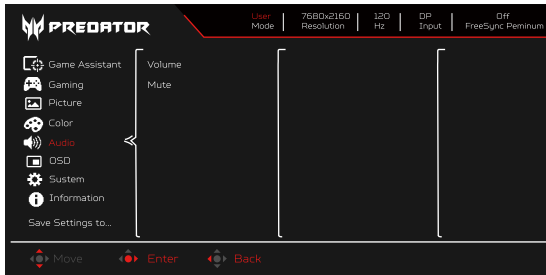 PREDATOR
User Mode
7680x2160 Resolution
120 Hz
DP Input
Off FreeSync Peminum
Game Assistant
Volume
Gaming
Mute
Picture
Color
Audio
OSD
System
Information
Save Settings to...
Move
Enter
Back